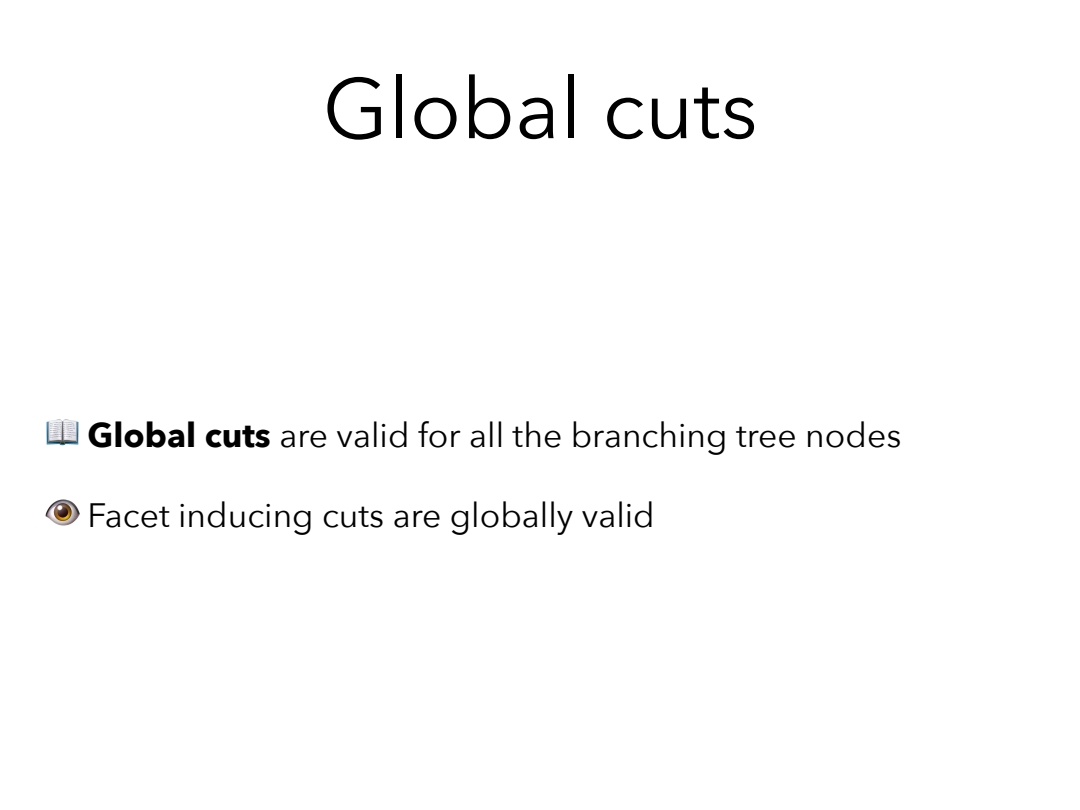 Global cuts
📖 Global cuts are valid for all the branching tree nodes
👁 Facet inducing cuts are globally valid